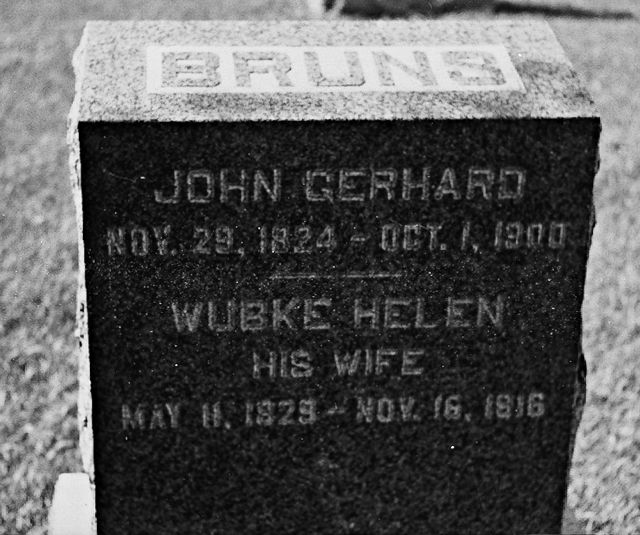 BRUNS
JOHN GERHARD
NOV. 29, 1824 - OCT. 1, 1900
WUBKE HELEN
HIS WIFE
MAY 11, 1829 - NOV. 16, 1916